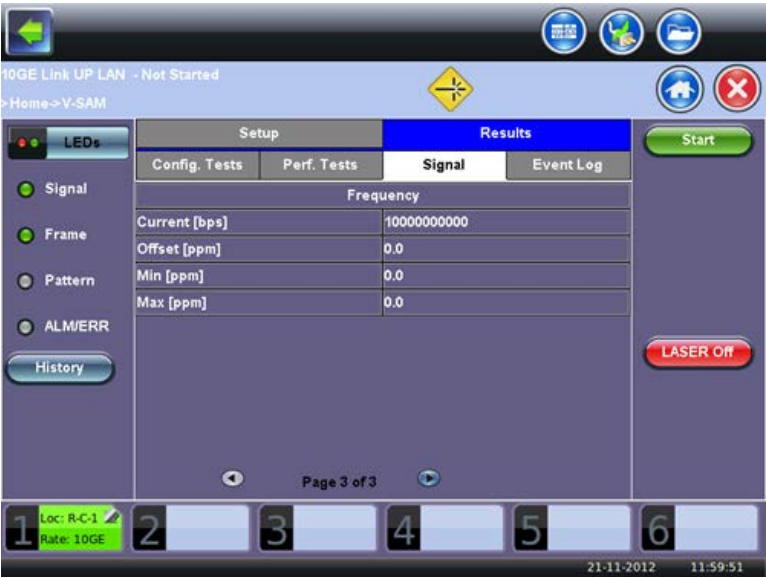 10GE Link UP LAN - Not Started
>Home->V-SAM
LEDs
Signal
Frame
Pattern
ALM/ERR
History
Setup
Results
Config. Tests
Perf. Tests
Signal
Event Log
Frequency
Current [bps] 10000000000
Offset [ppm] 0.0
Min [ppm] 0.0
Max [ppm] 0.0
Page 3 of 3
Start
LASER Off
1 Loc: R-C-1
Rate: 10GE
2
3
4
5
6
21-11-2012 11:59:51